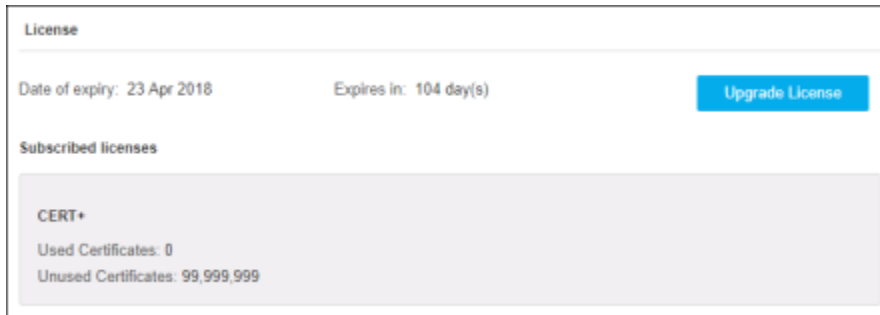 License
Date of expiry: 23 Apr 2018 Expires in: 104 day(s) Upgrade License
Subscribed licenses
CERT+
Used Certificates: 0
Unused Certificates: 99,999,999